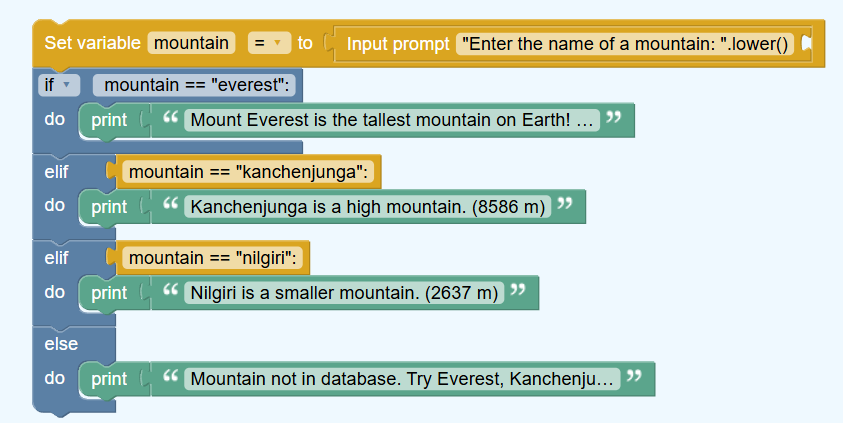 Set variable mountain = to Input prompt "Enter the name of a mountain: ".lower()
if mountain == "everest":
do print “ Mount Everest is the tallest mountain on Earth! … ”
elif mountain == "kanchenjunga":
do print “ Kanchenjunga is a high mountain. (8586 m) ”
elif mountain == "nilgiri":
do print “ Nilgiri is a smaller mountain. (2637 m) ”
else
do print “ Mountain not in database. Try Everest, Kanchenju… ”